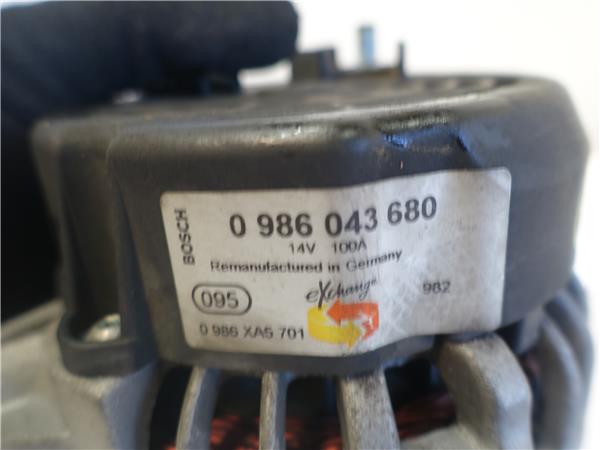 BOSCH
0 986 043 680
14V 100A
Remanufactured in Germany
095
eXchange
982
0 986 XA5 701